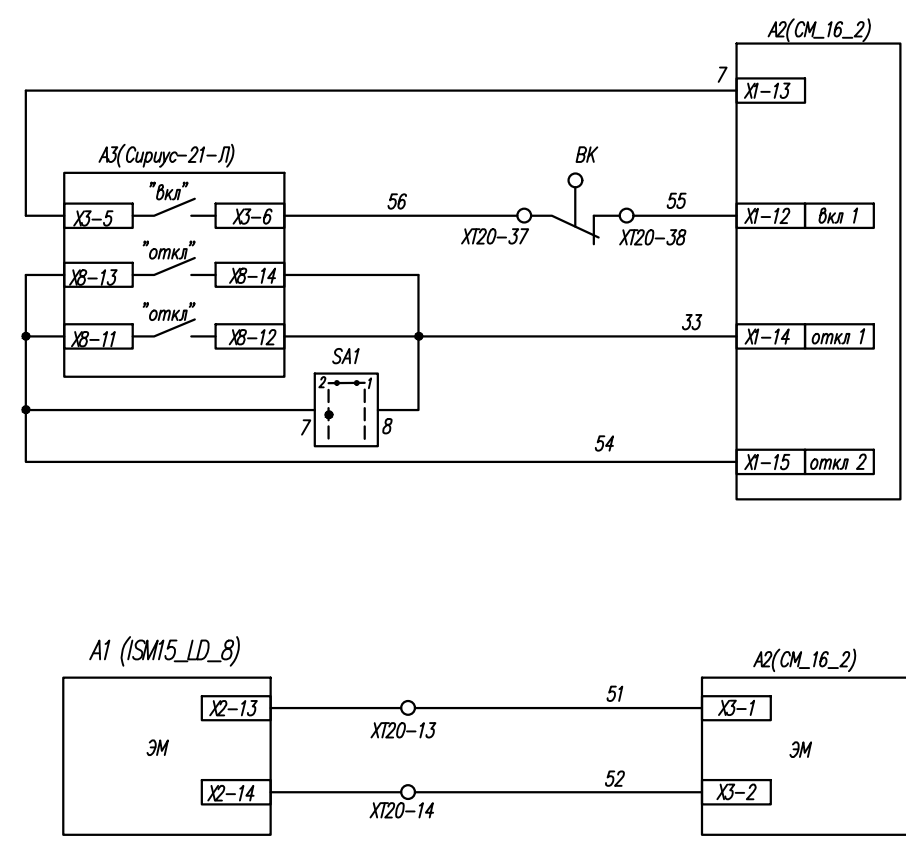 A2(СМ_16_2)
7
X1-13
A3(Сириус-21-Л)
"вкл"
ВК
X3-5
X3-6
56
55
X1-12
вкл 1
XT20-37
XT20-38
"откл"
X8-13
X8-14
"откл"
33
X8-11
X8-12
X1-14
откл 1
SA1
2
1
7
8
54
X1-15
откл 2
A1 (ISM15_LD_8)
A2(СМ_16_2)
X2-13
51
X3-1
XT20-13
ЭМ
ЭМ
X2-14
52
X3-2
XT20-14